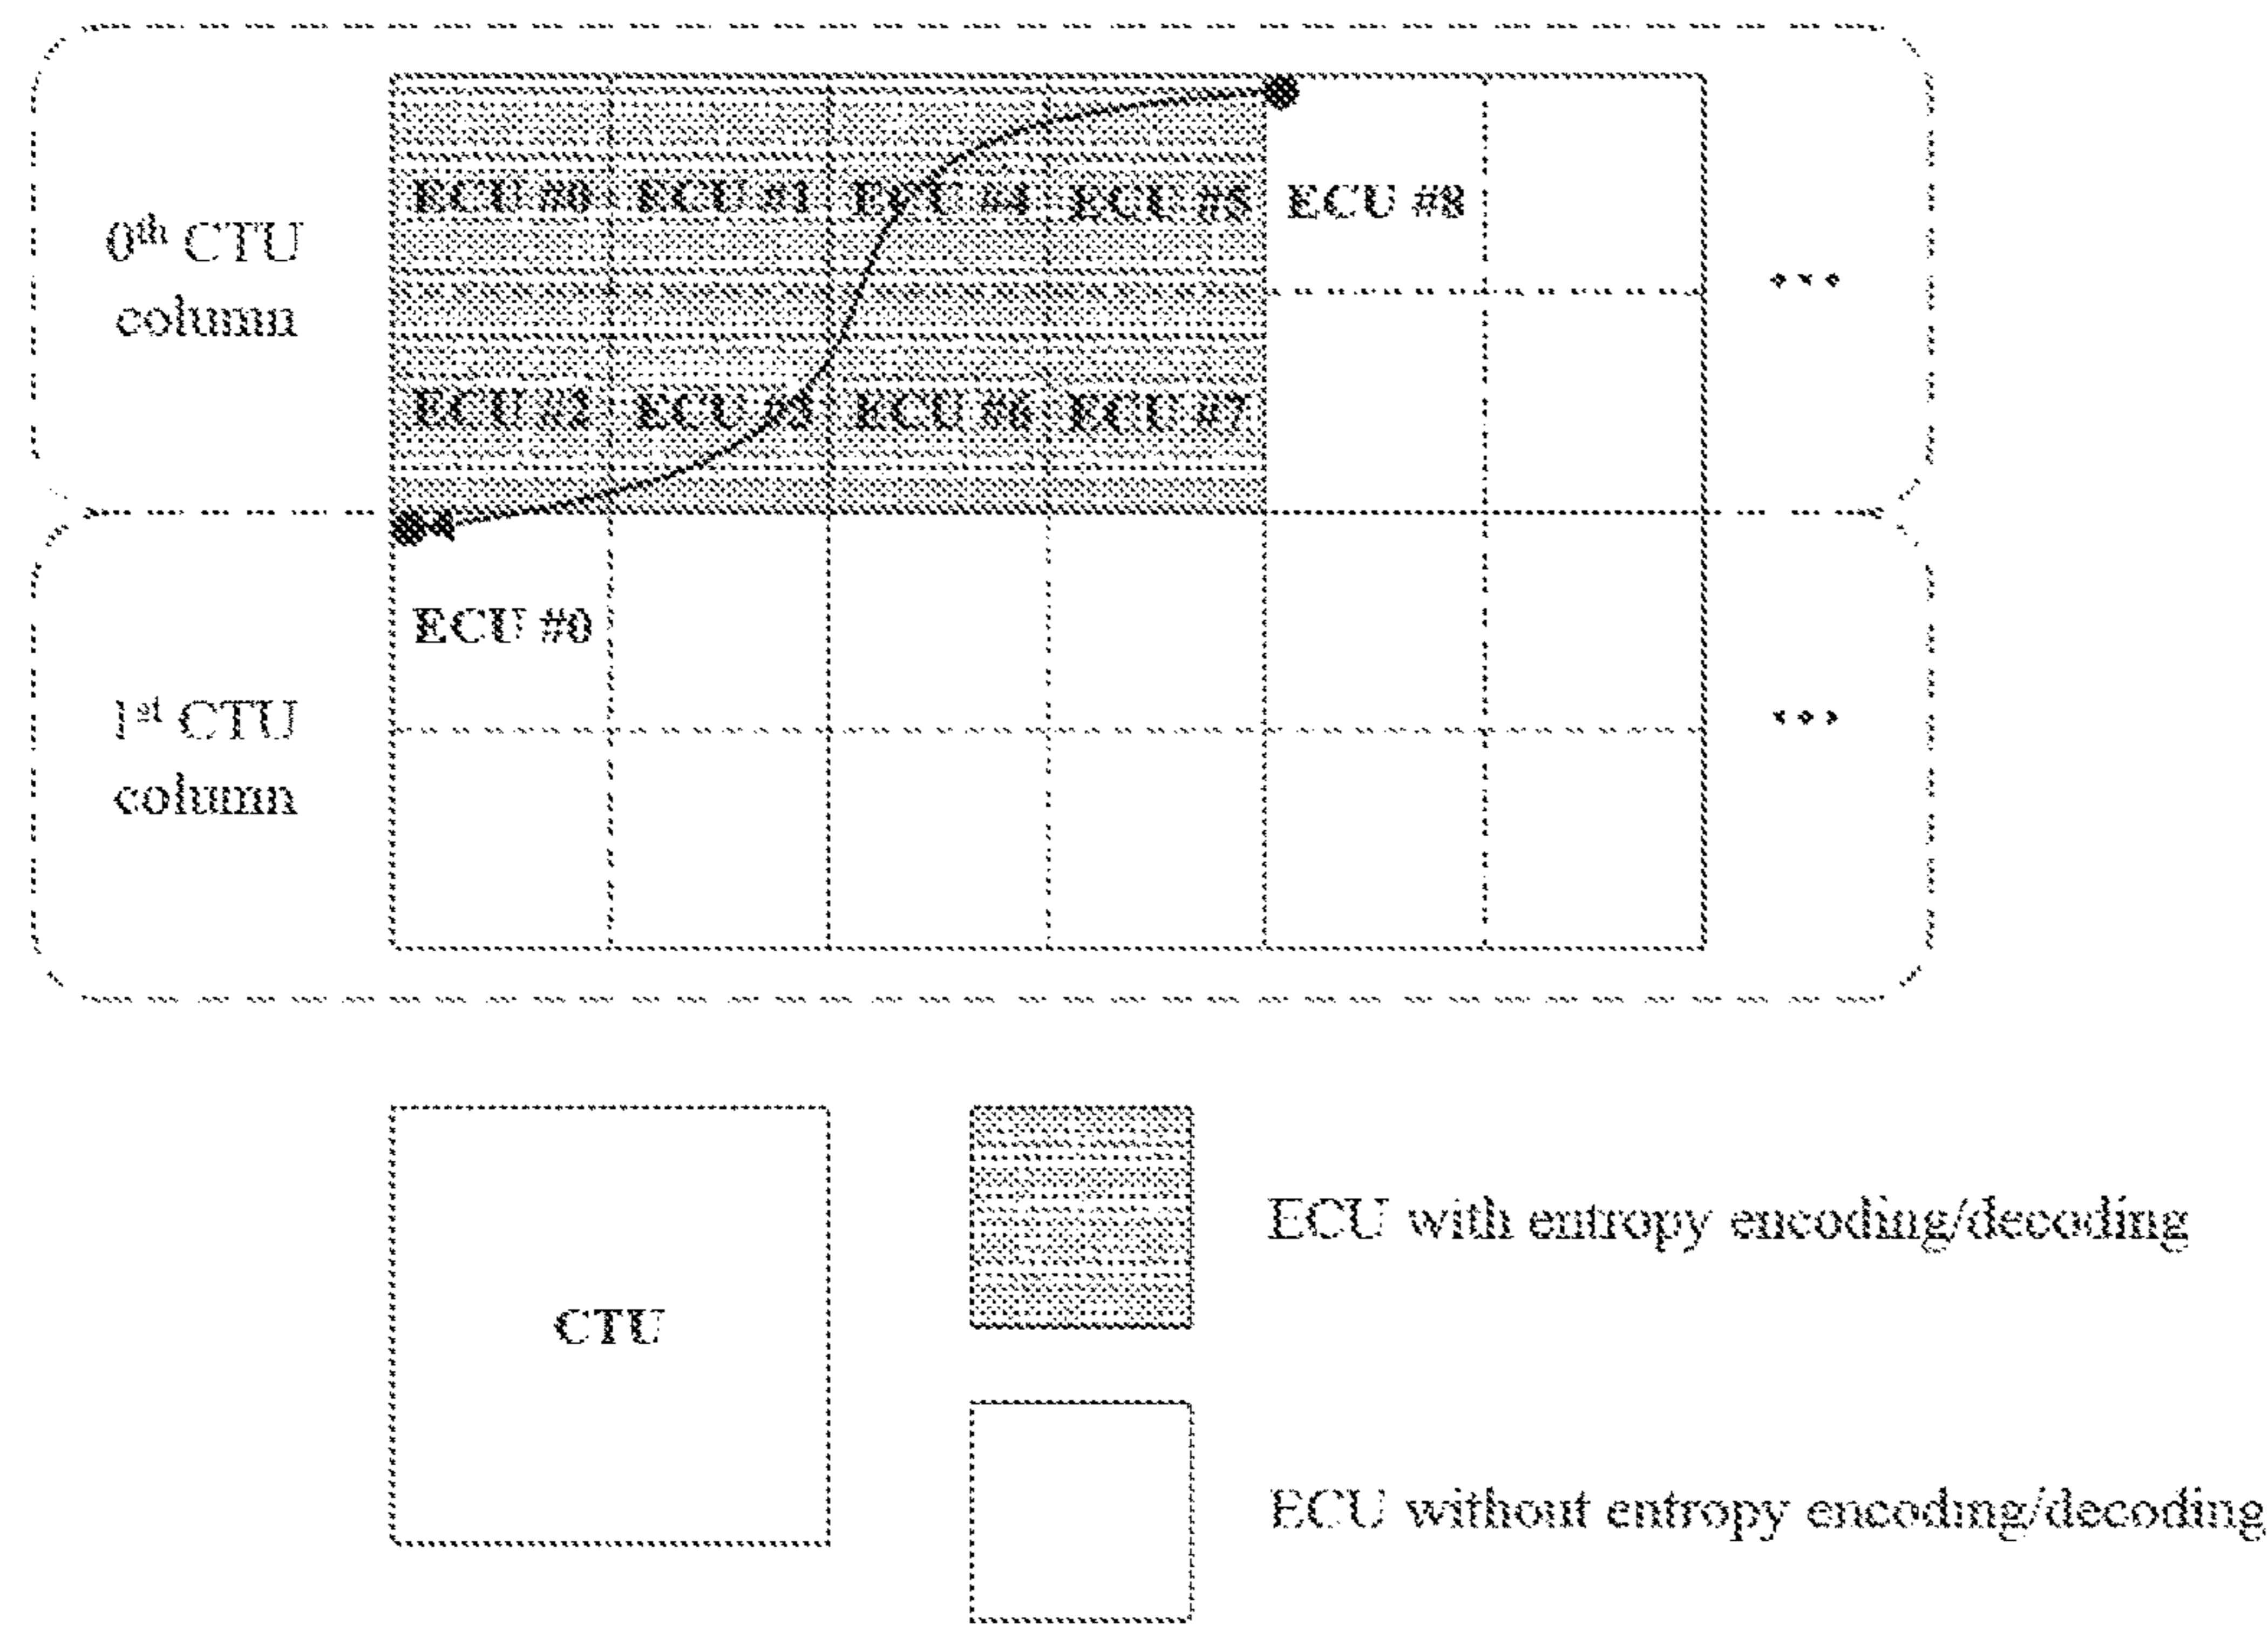 0th CTU
column
ECU #0 ECU #1 ECU #4 ECU #5 ECU #8
ECU #2 ECU #3 ECU #6 ECU #7
...
1st CTU
column
ECU #0
...
CTU
ECU with entropy encoding/decoding
ECU without entropy encoding/decoding